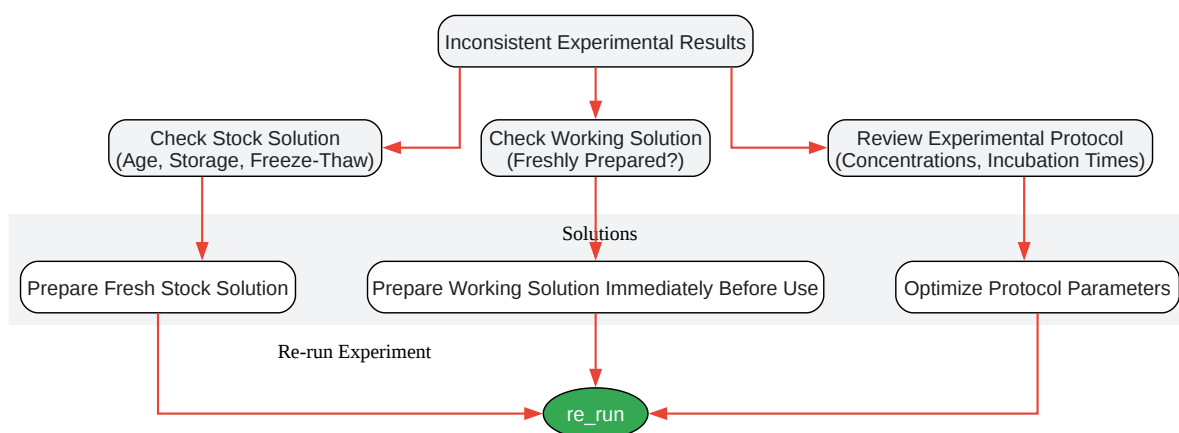 Inconsistent Experimental Results
Check Stock Solution
(Age, Storage, Freeze-Thaw)
Check Working Solution
(Freshly Prepared?)
Review Experimental Protocol
(Concentrations, Incubation Times)
Solutions
Prepare Fresh Stock Solution
Prepare Working Solution Immediately Before Use
Optimize Protocol Parameters
Re-run Experiment
re_run